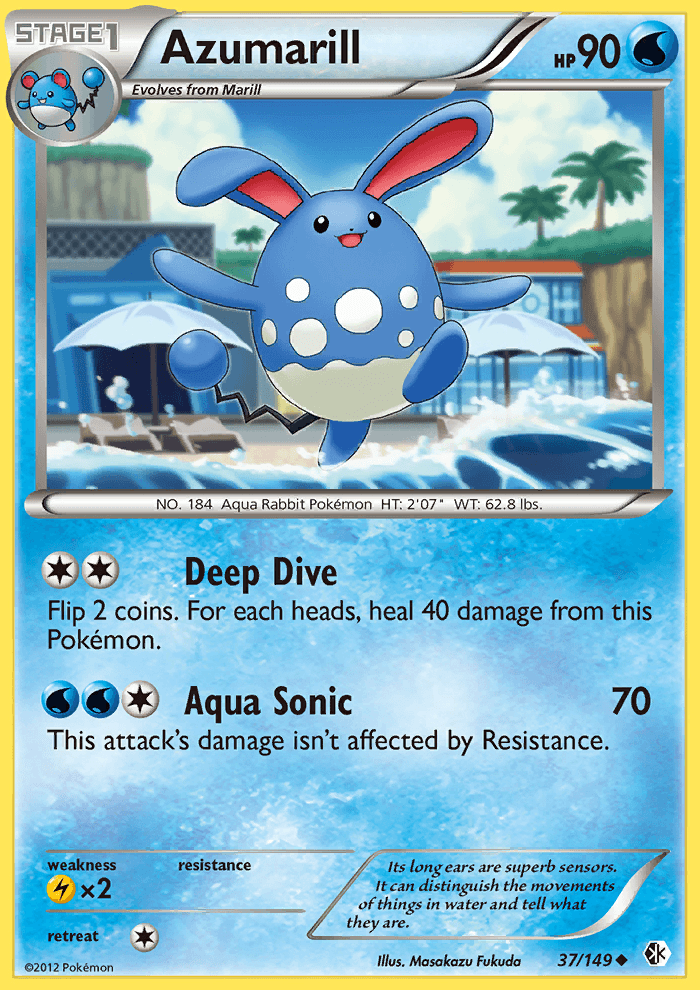 STAGE1
Azumarill
HP90
Evolves from Marill
NO. 184 Aqua Rabbit Pokémon HT: 2'07" WT: 62.8 lbs.
Deep Dive
Flip 2 coins. For each heads, heal 40 damage from this
Pokémon.
Aqua Sonic 70
This attack's damage isn't affected by Resistance.
weakness resistance
×2
retreat
Its long ears are superb sensors.
It can distinguish the movements
of things in water and tell what
they are.
©2012 Pokémon
Illus. Masakazu Fukuda 37/149